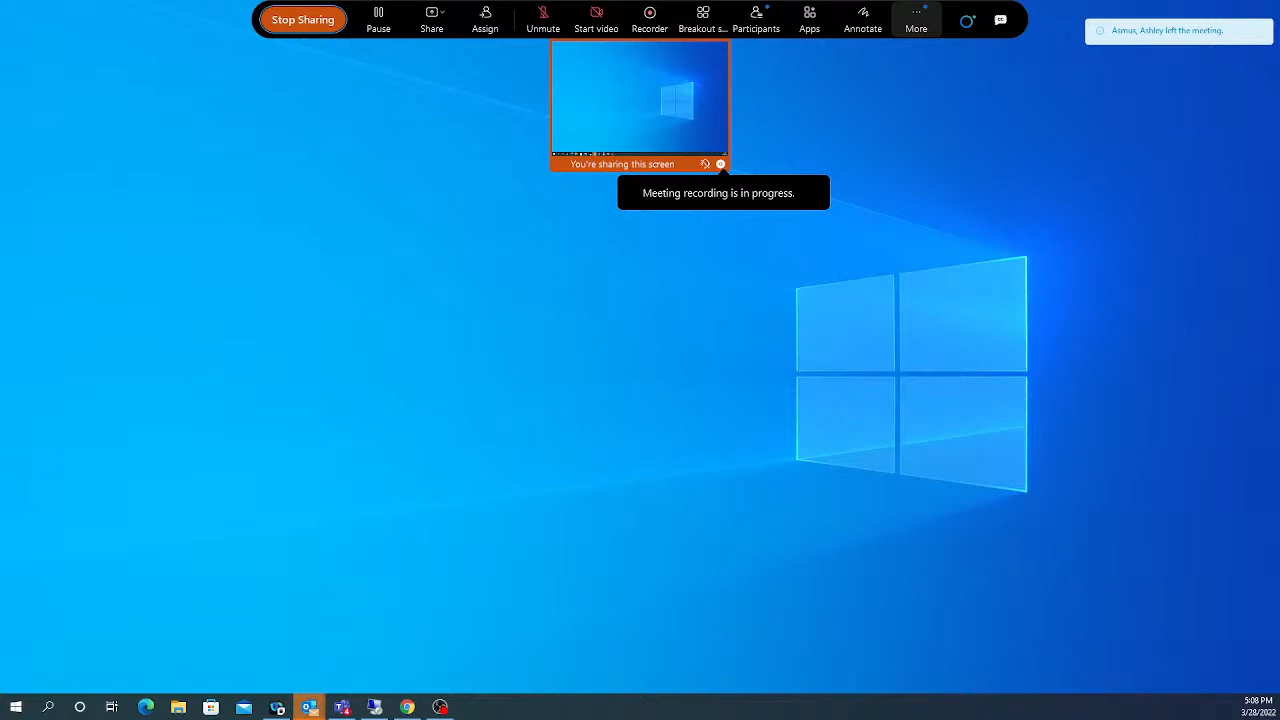 Stop Sharing
Pause
Share
Assign
Unmute
Start video
Recorder
Breakout s...
Participants
Apps
Annotate
More
Asmus, Ashley left the meeting.
You're sharing this screen
Meeting recording is in progress.
5:08 PM
3/28/2022